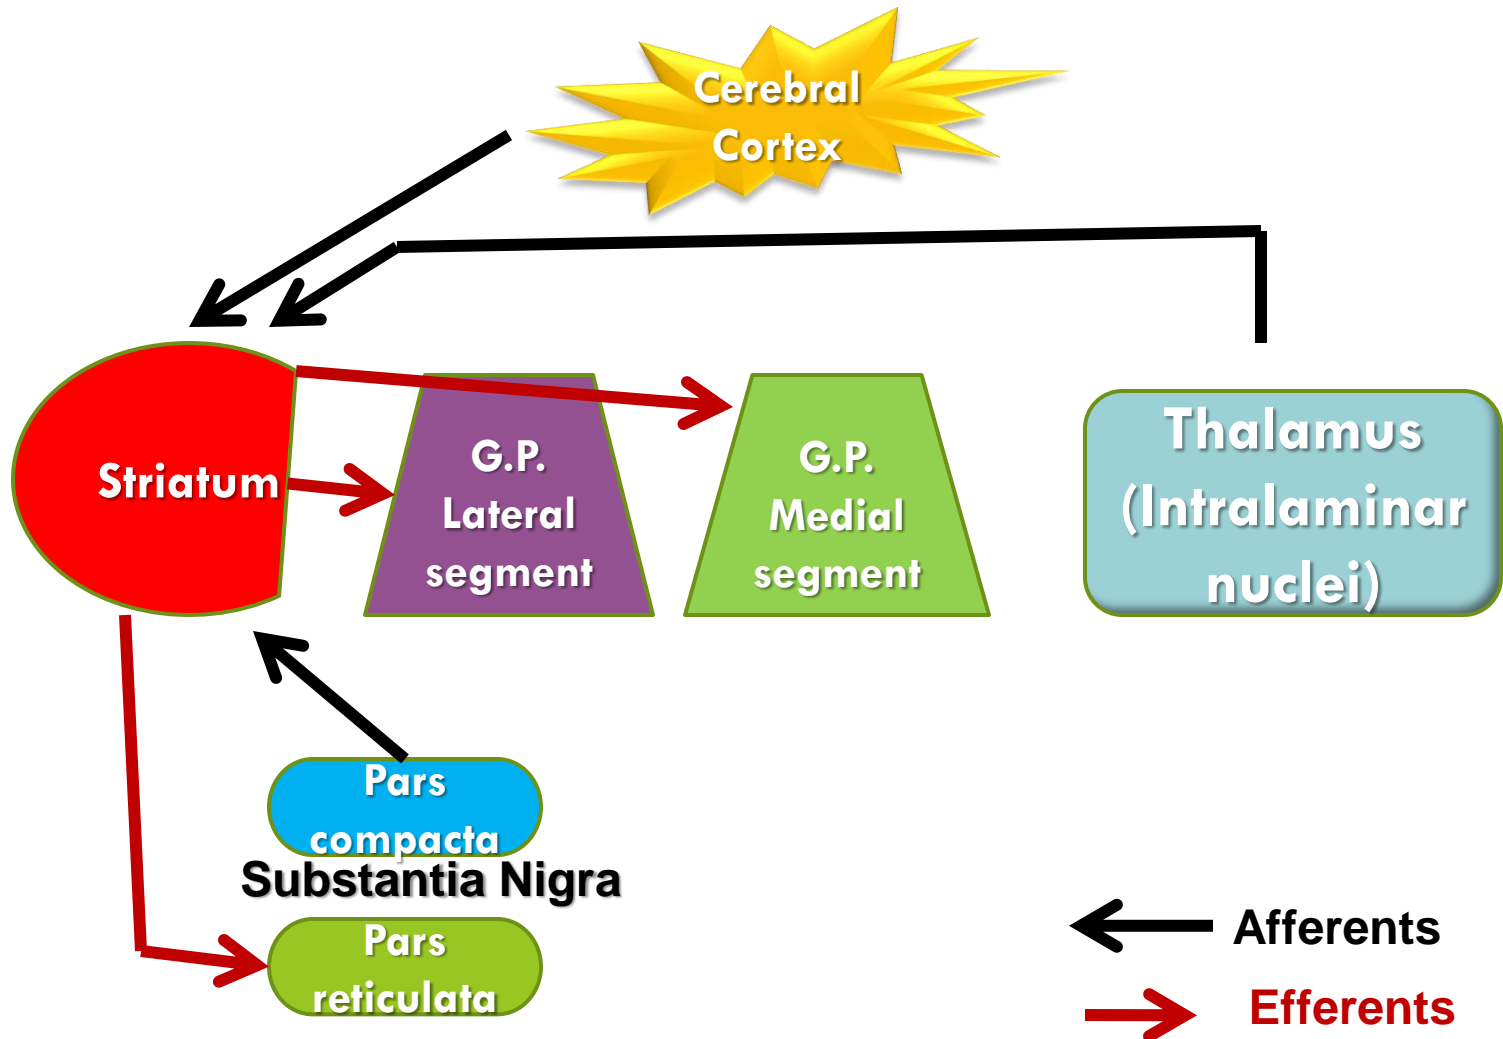 Cerebral
Cortex
Striatum
G.P.
Lateral
segment
G.P.
Medial
segment
Thalamus
(Intralaminar
nuclei)
Pars
compacta
Substantia Nigra
Pars
reticulata
Afferents
Efferents